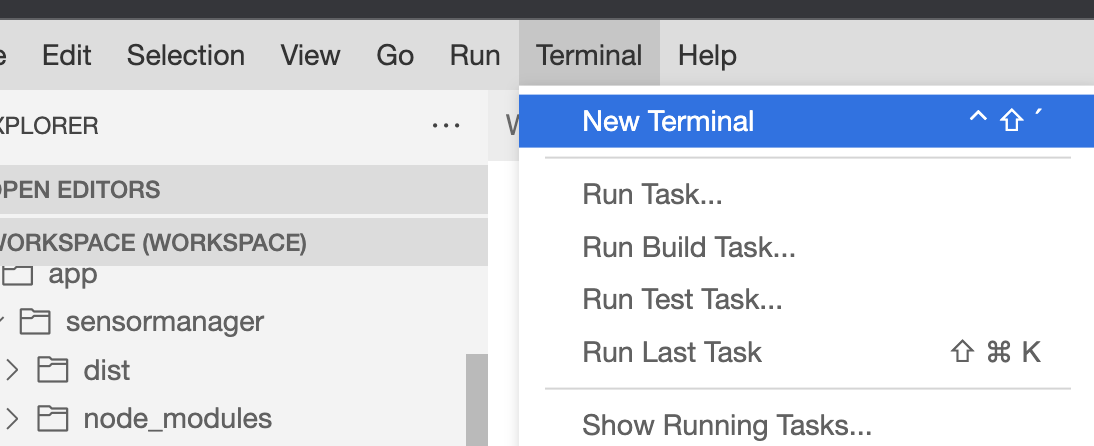 Edit Selection View Go Run Terminal Help
XPLORER ...
New Terminal ^ ⇧ ´
OPEN EDITORS
Run Task...
WORKSPACE (WORKSPACE)
Run Build Task...
app
Run Test Task...
sensormanager
Run Last Task ⇧ ⌘ K
dist
node_modules
Show Running Tasks...